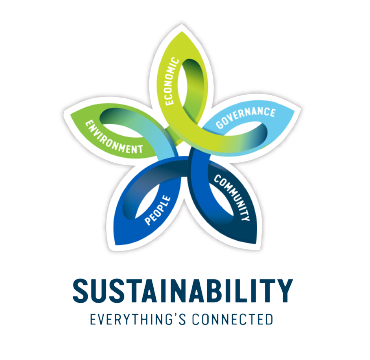 ECONOMIC
GOVERNANCE
ENVIRONMENT
COMMUNITY
PEOPLE
SUSTAINABILITY
EVERYTHING'S CONNECTED